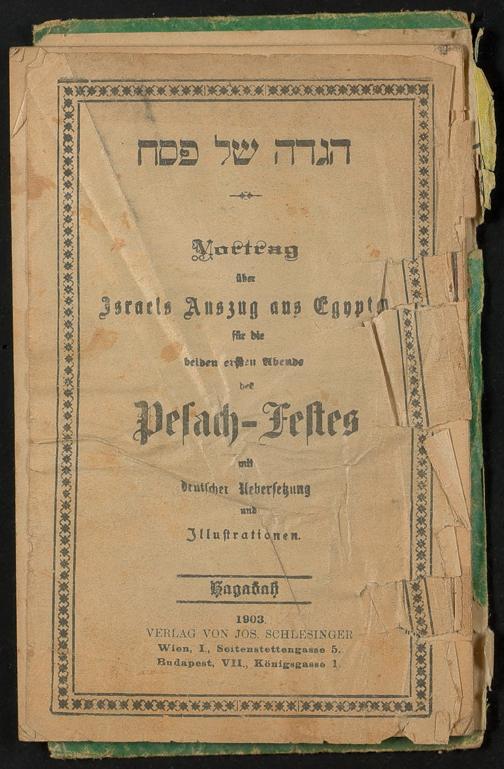 הגדה של פסח
Vortrag
über
Israels Auszug aus Egypten
für die
beiden ersten Abende
des
Pesach-Festes
mit
deutscher Uebersetzung
und
Illustrationen.
Hagadah
1903.
VERLAG VON JOS. SCHLESINGER
Wien, I., Seitenstettengasse 5.
Budapest, VII., Königsgasse 1.